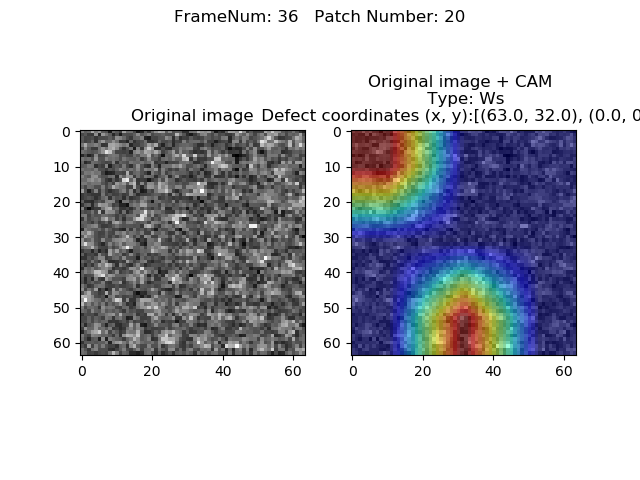 FrameNum: 36   Patch Number: 20
Original image + CAM
Type: Ws
Original image
Defect coordinates (x, y):[(63.0, 32.0), (0.0, 0
0
10
20
30
40
50
60
0 20 40 60
0
10
20
30
40
50
60
0 20 40 60